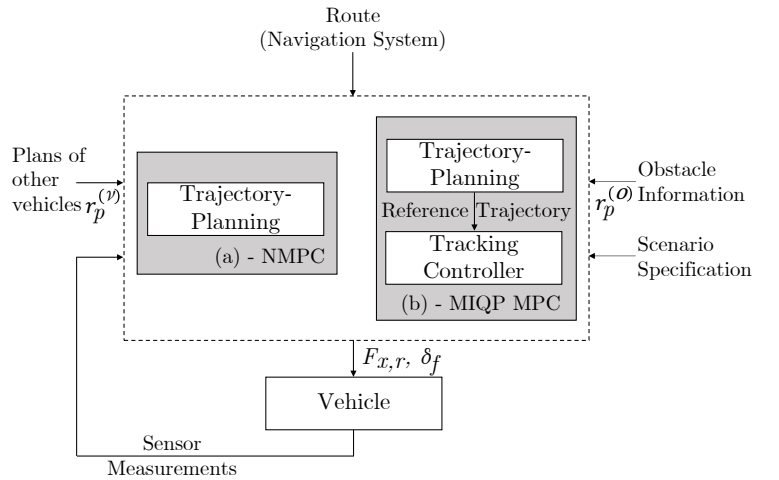 Route
(Navigation System)
Plans of
other
vehicles r_p^(𝒱)
Trajectory-
Planning
(a) - NMPC
Trajectory-
Planning
Reference Trajectory
Tracking
Controller
(b) - MIQP MPC
Obstacle
r_p^(𝒪) Information
Scenario
Specification
F_{x,r}, δ_f
Vehicle
Sensor
Measurements